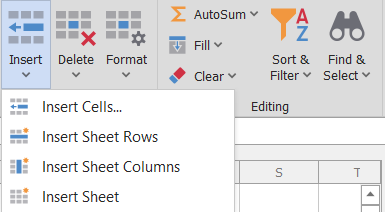 AutoSum
Fill
Clear
Insert
Delete
Format
Sort &
Filter
Find &
Select
Editing
Insert Cells...
Insert Sheet Rows
Insert Sheet Columns
Insert Sheet
S
T